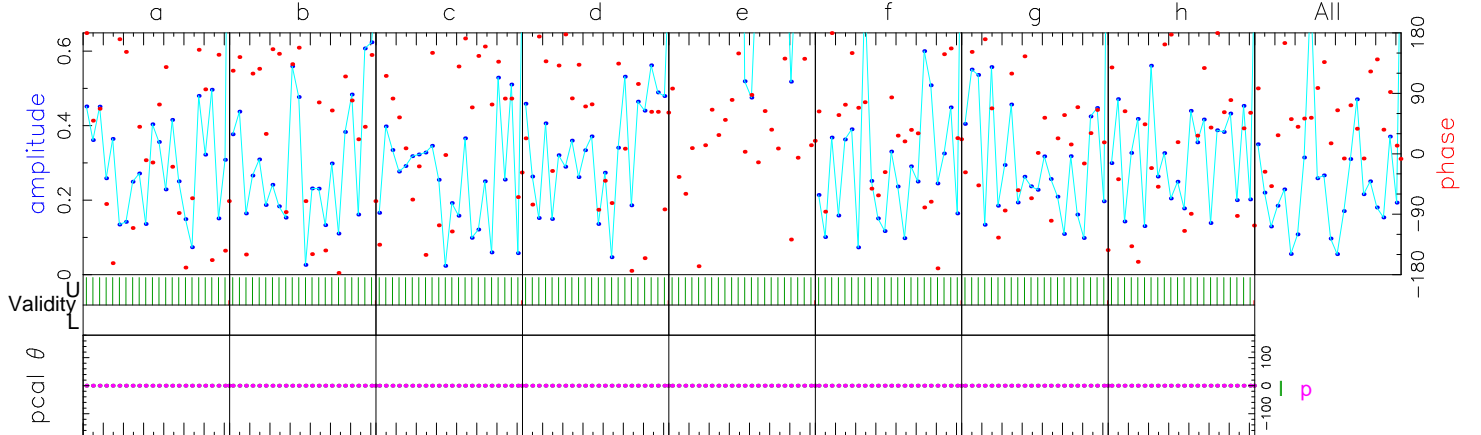 a b c d e f g h All
amplitude
0 0.2 0.4 0.6
phase
−180 −90 0 90 180
U
Validity
L
pcal θ
−100 0 100
l p